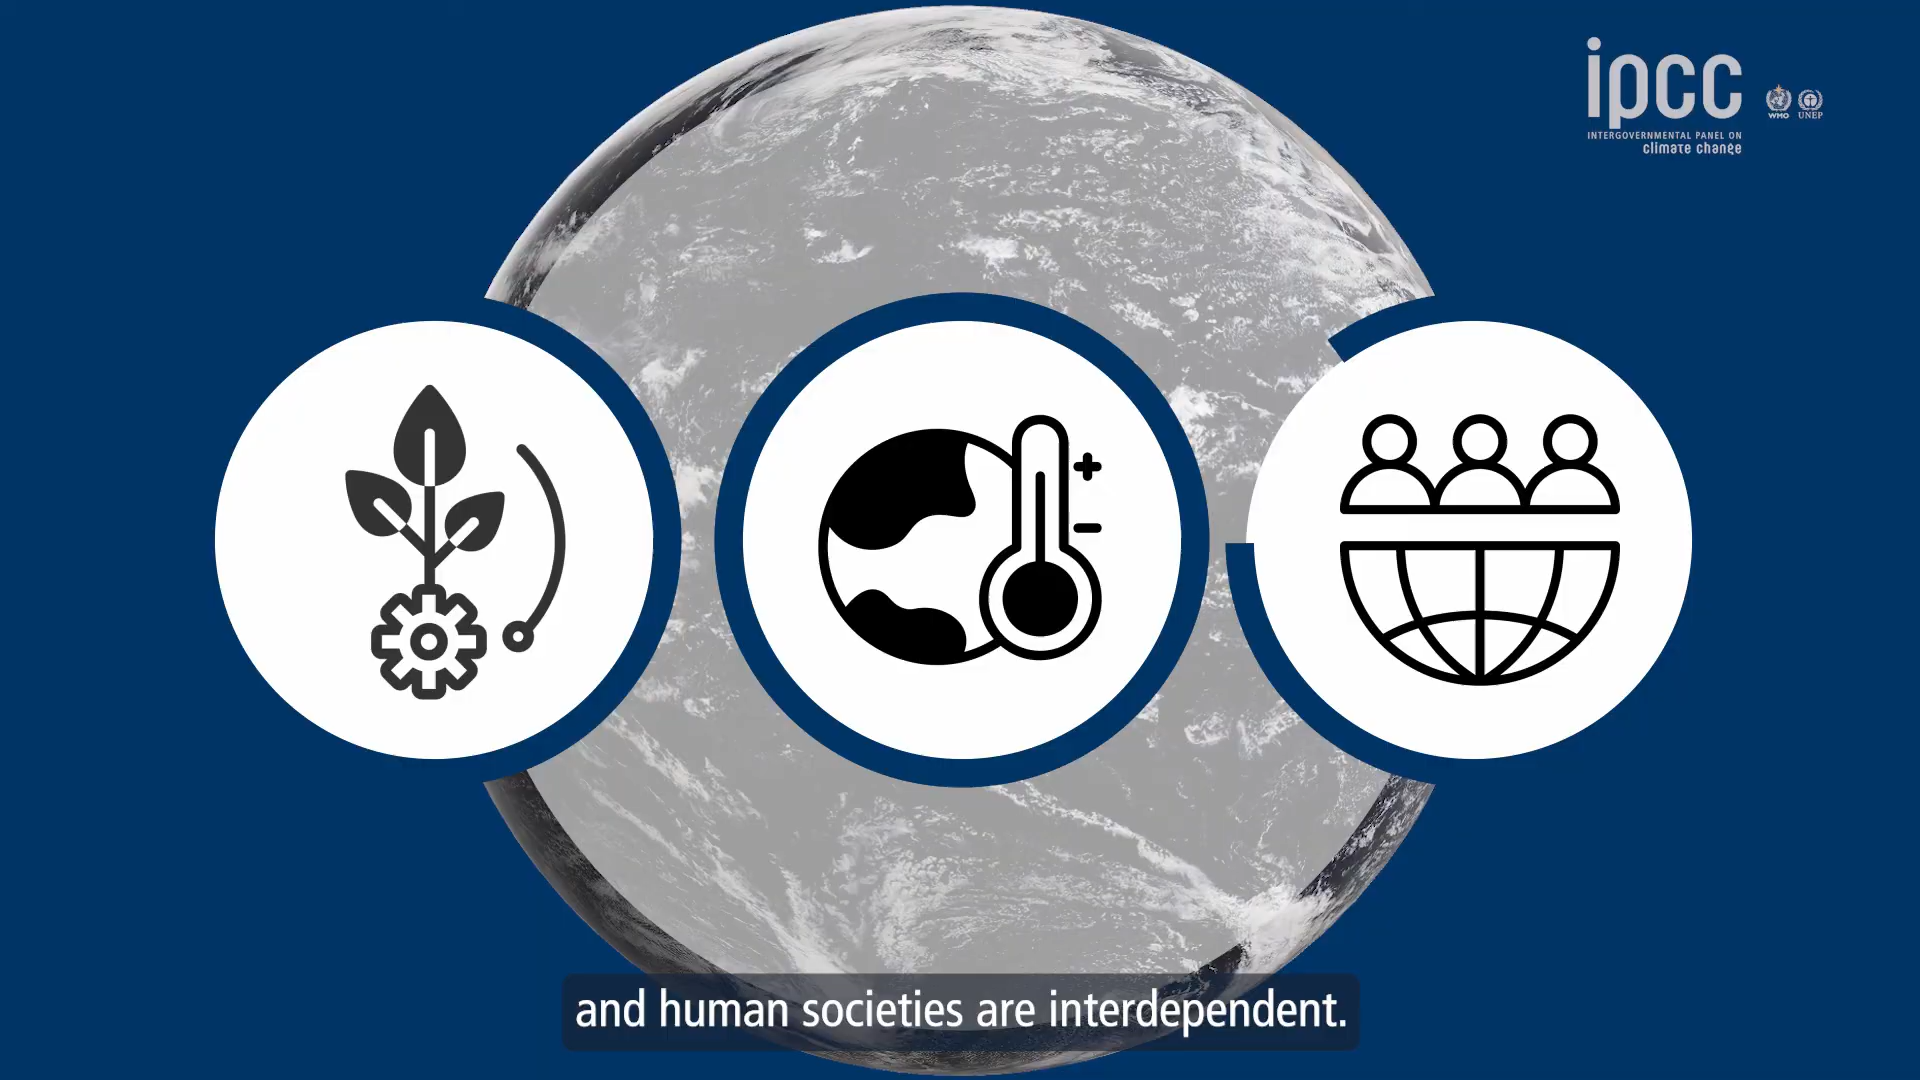 ipcc
INTERGOVERNMENTAL PANEL ON
climate change
WMO
UNEP
and human societies are interdependent.